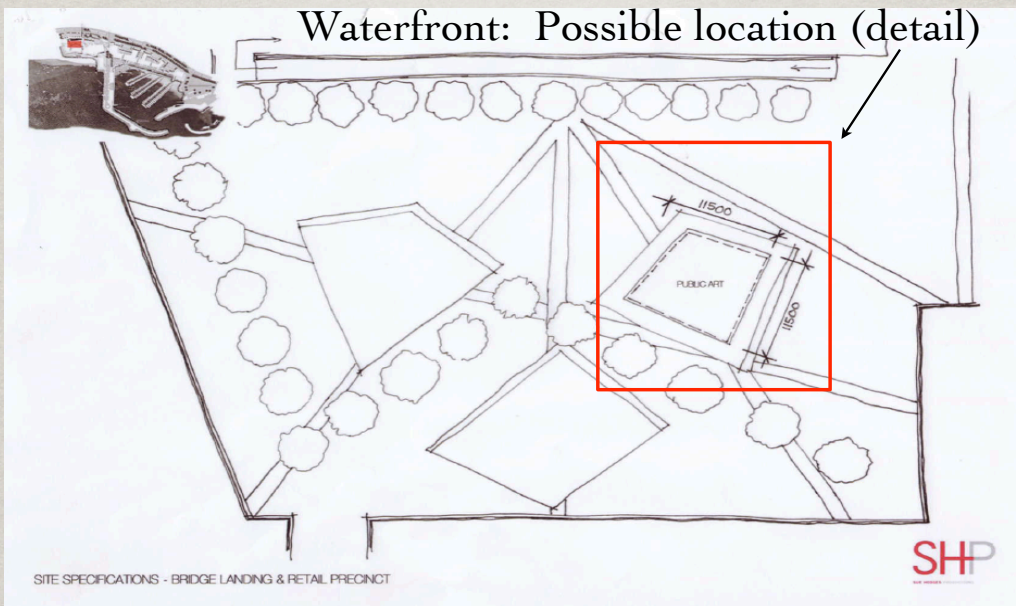 Waterfront: Possible location (detail)
11500
PUBLIC ART
11500
SITE SPECIFICATIONS - BRIDGE LANDING & RETAIL PRECINCT
SHP